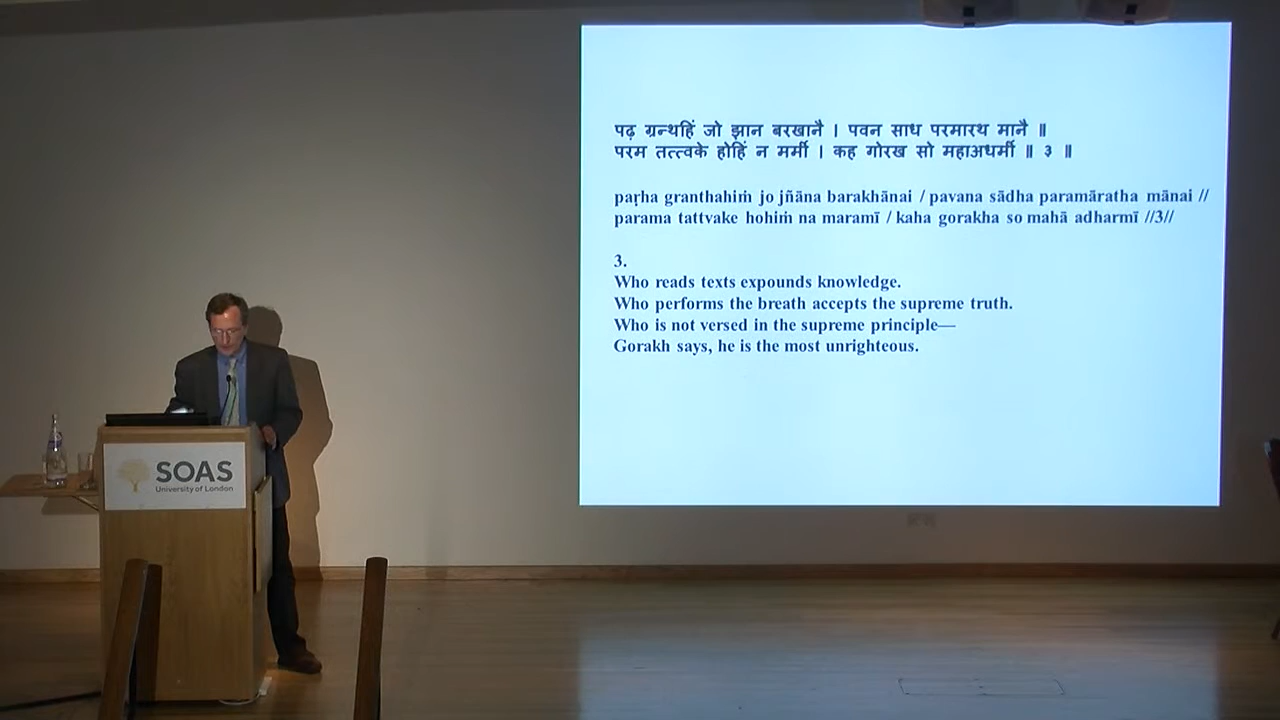 पढ़ ग्रन्थहिं जो झान बरखानै । पवन साध परमारथ मानै ॥
परम तत्त्वके होहिं न मर्मी । कह गोरख सो महाअधर्मी ॥ ३ ॥
paṛha granthahiṁ jo jñāna barakhānai / pavana sādha paramāratha mānai //
parama tattvake hohiṁ na maramī / kaha gorakha so mahā adharmī //3//
3.
Who reads texts expounds knowledge.
Who performs the breath accepts the supreme truth.
Who is not versed in the supreme principle—
Gorakh says, he is the most unrighteous.
SOAS
University of London